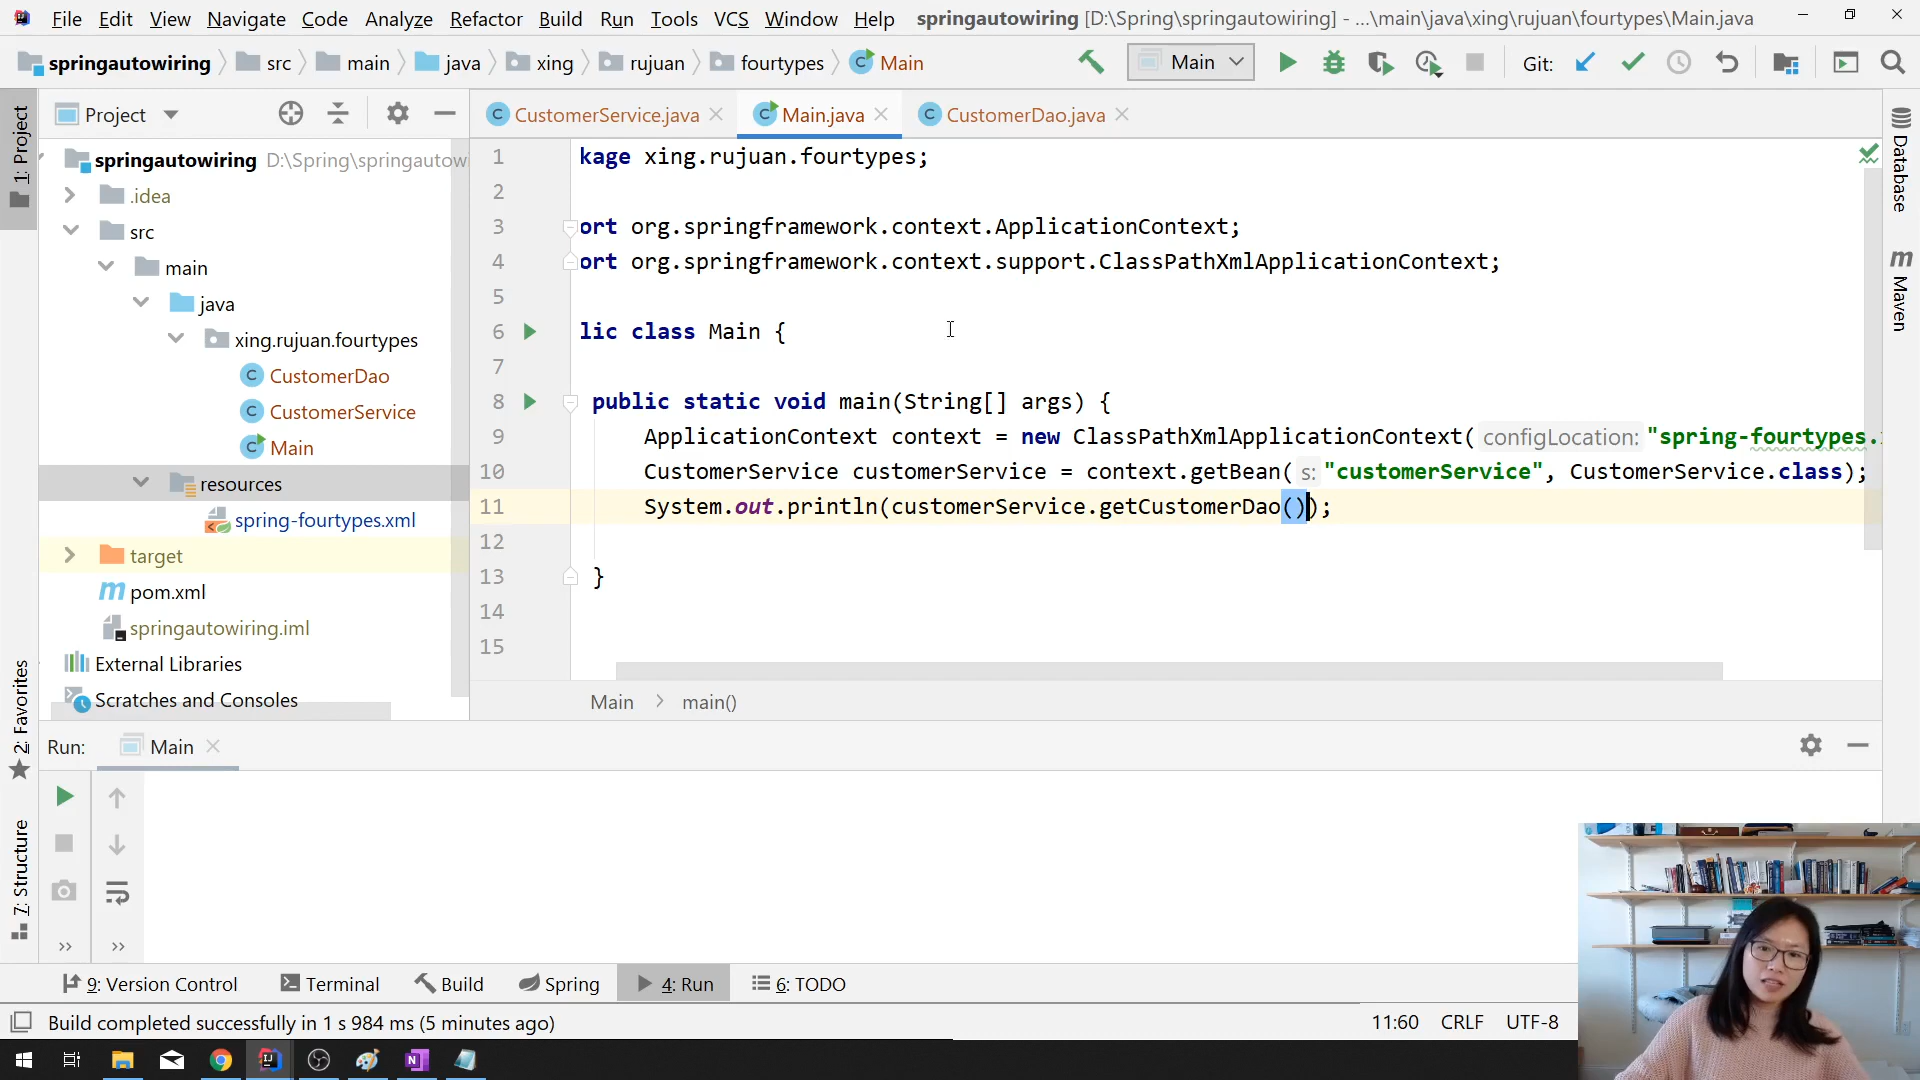 File Edit View Navigate Code Analyze Refactor Build Run Tools VCS Window Help springautowiring [D:\Spring\springautowiring] - ...\main\java\xing\rujuan\fourtypes\Main.java
springautowiring src main java xing rujuan fourtypes Main Main Git:
Project CustomerService.java Main.java CustomerDao.java
1: Project
springautowiring D:\Spring\springautow
.idea
src
main
java
xing.rujuan.fourtypes
CustomerDao
CustomerService
Main
resources
spring-fourtypes.xml
target
pom.xml
springautowiring.iml
External Libraries
Scratches and Consoles
1 kage xing.rujuan.fourtypes;
2
3 ort org.springframework.context.ApplicationContext;
4 ort org.springframework.context.support.ClassPathXmlApplicationContext;
5
6 lic class Main {
7
8 public static void main(String[] args) {
9 ApplicationContext context = new ClassPathXmlApplicationContext( configLocation: "spring-fourtypes.
10 CustomerService customerService = context.getBean( s: "customerService", CustomerService.class);
11 System.out.println(customerService.getCustomerDao());
12
13 }
14
15
Main > main()
Database
Maven
2: Favorites
7: Structure
Run: Main
9: Version Control Terminal Build Spring 4: Run 6: TODO
Build completed successfully in 1 s 984 ms (5 minutes ago) 11:60 CRLF UTF-8